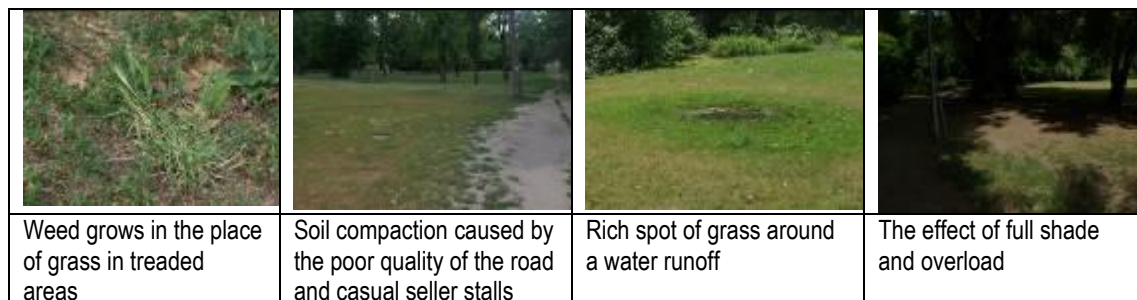 Weed grows in the place
of grass in treaded
areas
Soil compaction caused by
the poor quality of the road
and casual seller stalls
Rich spot of grass around
a water runoff
The effect of full shade
and overload